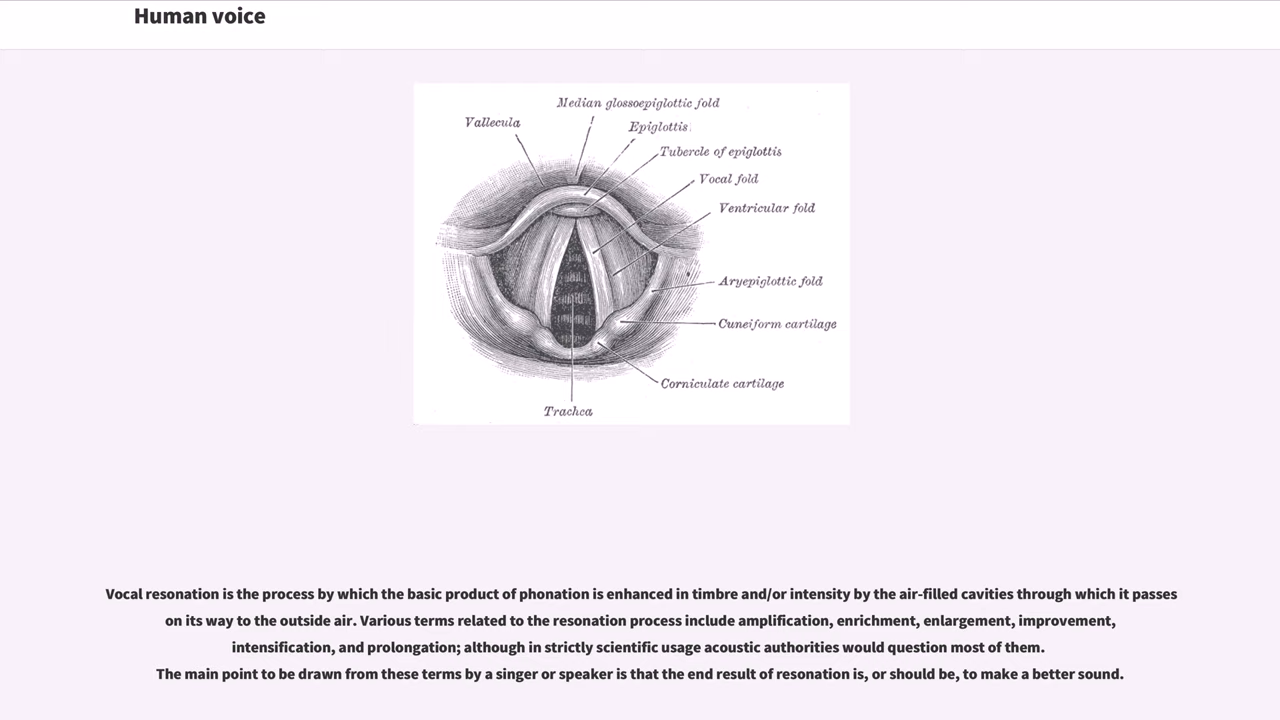 Human voice
Median glossoepiglottic fold
Vallecula
Epiglottis
Tubercle of epiglottis
Vocal fold
Ventricular fold
Aryepiglottic fold
Cuneiform cartilage
Corniculate cartilage
Trachea
Vocal resonation is the process by which the basic product of phonation is enhanced in timbre and/or intensity by the air-filled cavities through which it passes
on its way to the outside air. Various terms related to the resonation process include amplification, enrichment, enlargement, improvement,
intensification, and prolongation; although in strictly scientific usage acoustic authorities would question most of them.
The main point to be drawn from these terms by a singer or speaker is that the end result of resonation is, or should be, to make a better sound.